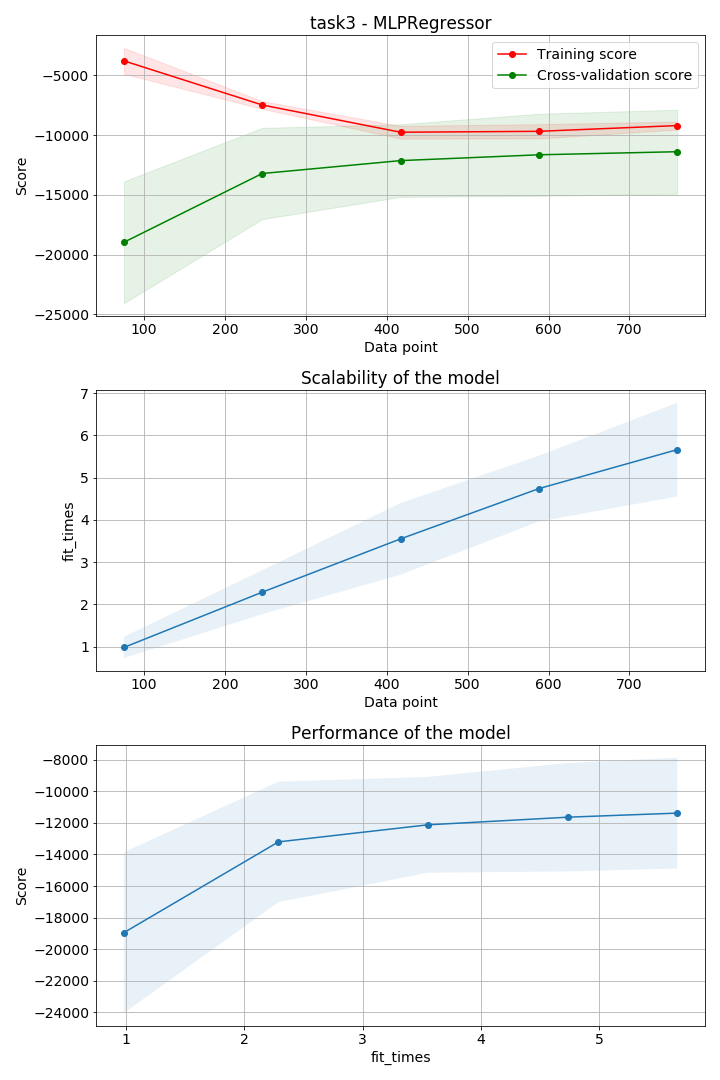 task3 - MLPRegressor
Training score
Cross-validation score
−5000
−10000
−15000
−20000
−25000
Score
100 200 300 400 500 600 700
Data point
Scalability of the model
7
6
5
4
3
2
1
fit_times
100 200 300 400 500 600 700
Data point
Performance of the model
−8000
−10000
−12000
−14000
−16000
−18000
−20000
−22000
−24000
Score
1 2 3 4 5
fit_times